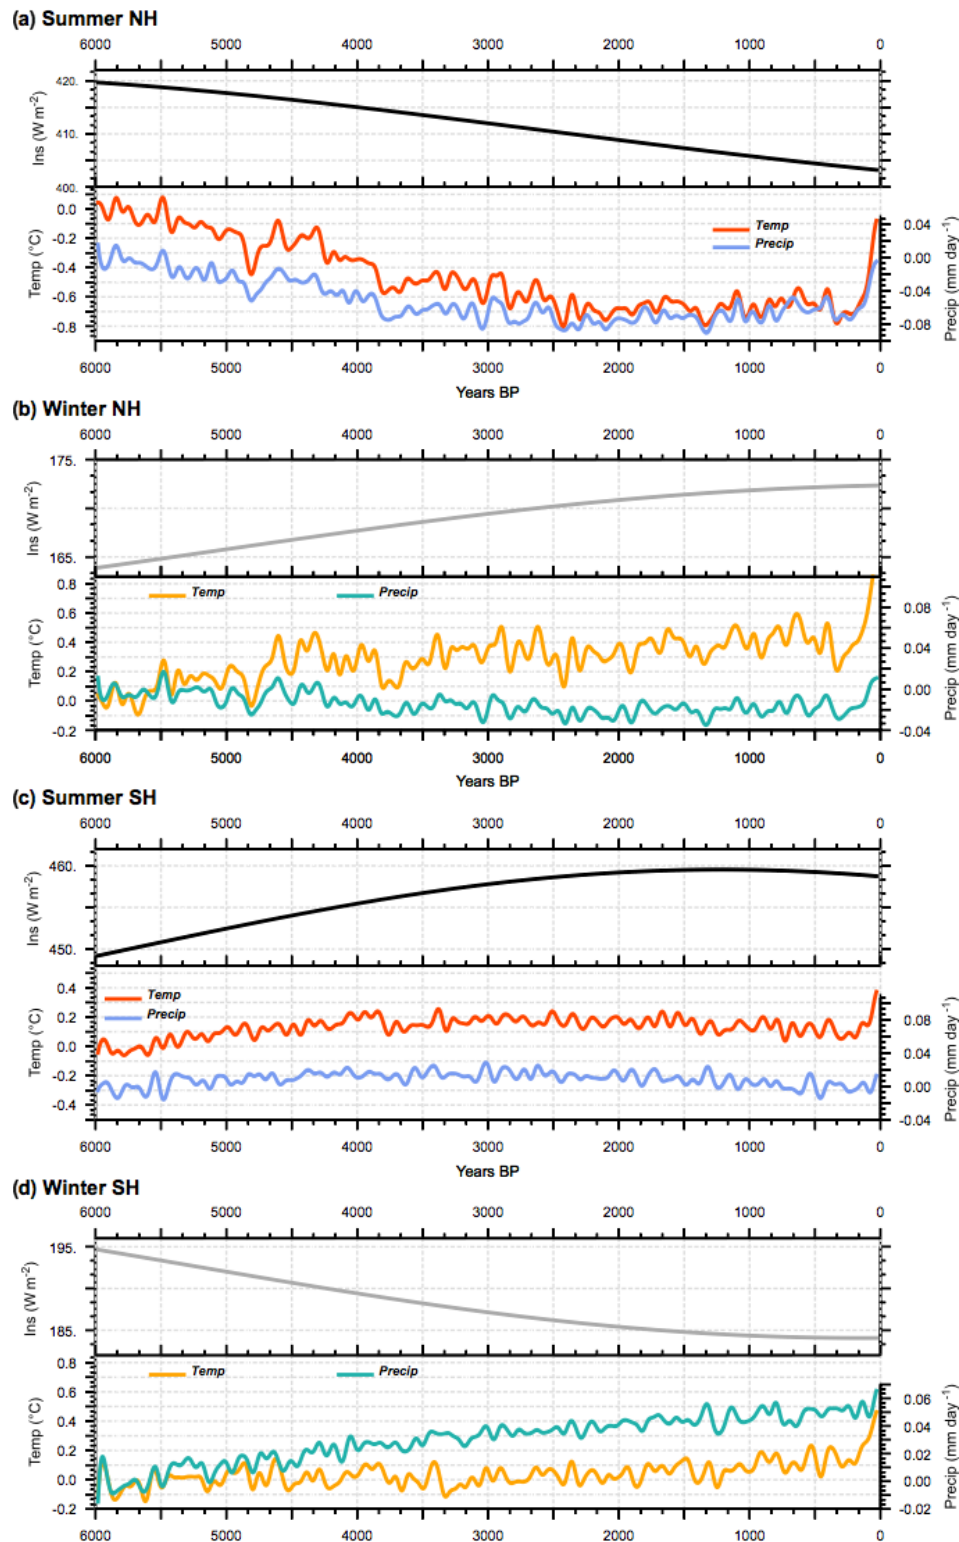 (a) Summer NH
6000 5000 4000 3000 2000 1000 0
420.
410.
400.
Ins (W m-2)
0.0
-0.2
-0.4
-0.6
-0.8
Temp (°C)
Temp
Precip
0.04
0.00
-0.04
-0.08
Precip (mm day-1)
6000 5000 4000 3000 2000 1000 0
Years BP
(b) Winter NH
6000 5000 4000 3000 2000 1000 0
175.
165.
Ins (W m-2)
0.8
0.6
0.4
0.2
0.0
-0.2
Temp (°C)
Temp Precip
0.08
0.04
0.00
-0.04
Precip (mm day-1)
6000 5000 4000 3000 2000 1000 0
Years BP
(c) Summer SH
6000 5000 4000 3000 2000 1000 0
460.
450.
Ins (W m-2)
0.4
0.2
0.0
-0.2
-0.4
Temp (°C)
Temp
Precip
0.08
0.04
0.00
-0.04
Precip (mm day-1)
6000 5000 4000 3000 2000 1000 0
Years BP
(d) Winter SH
6000 5000 4000 3000 2000 1000 0
195.
185.
Ins (W m-2)
0.8
0.6
0.4
0.2
0.0
-0.2
Temp (°C)
Temp Precip
0.06
0.04
0.02
0.00
-0.02
Precip (mm day-1)
6000 5000 4000 3000 2000 1000 0